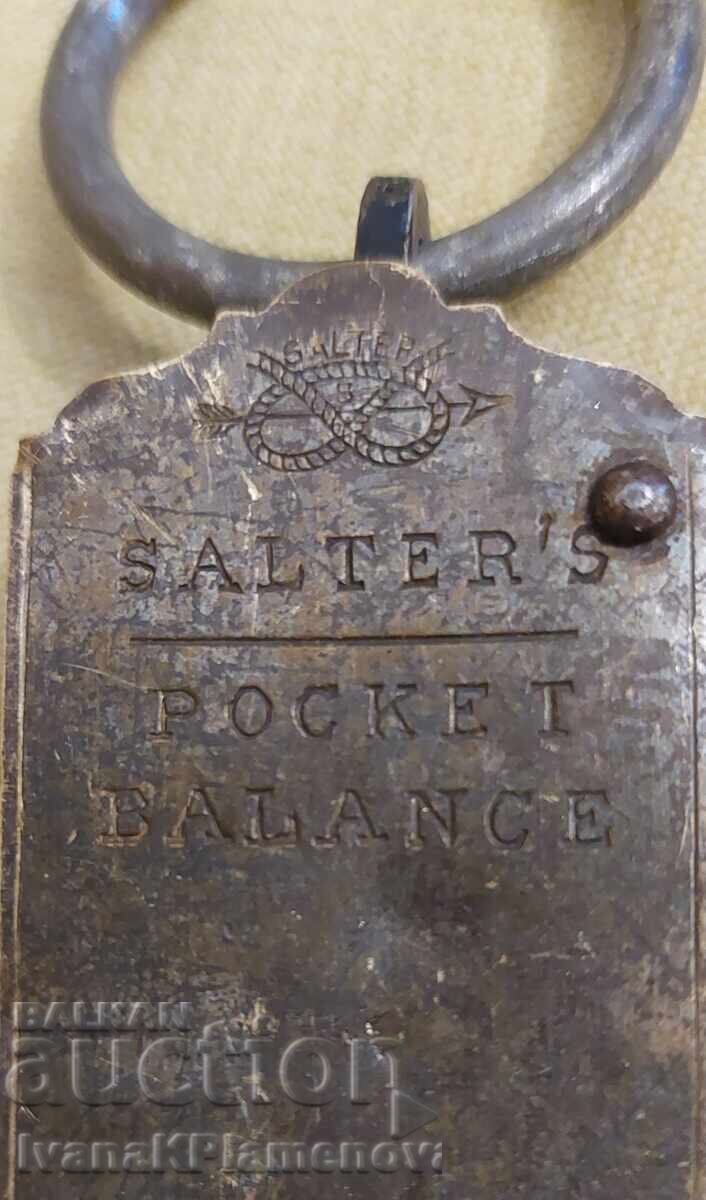 SALTER
SALTER'S
POCKET
BALANCE
BALKAN
auction
IvanaKPlamenova